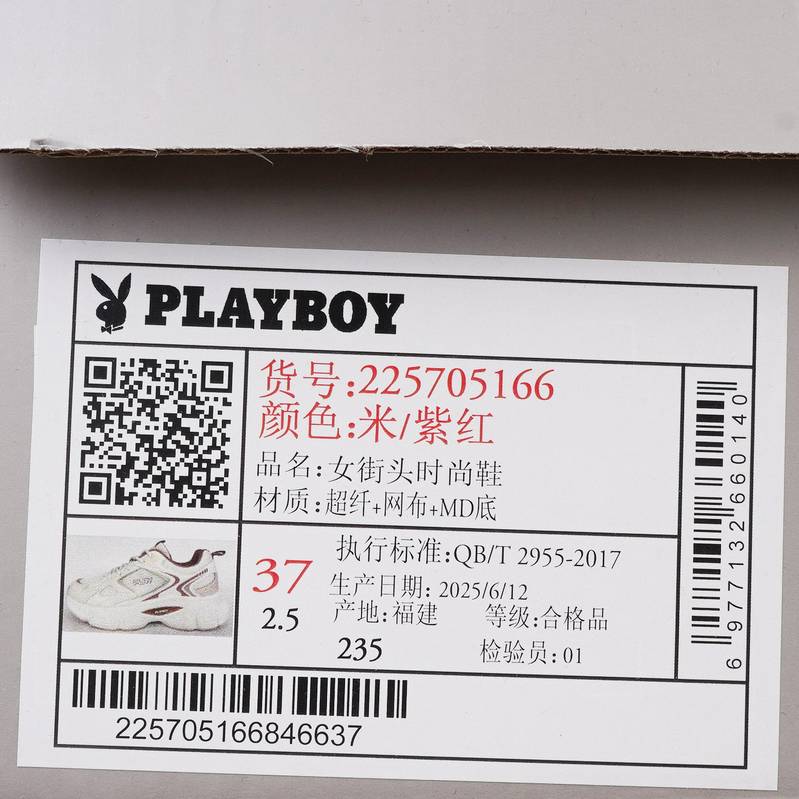 PLAYBOY
货号:225705166
颜色:米/紫红
品名:女街头时尚鞋
材质:超纤+网布+MD底
37
2.5
执行标准:QB/T 2955-2017
生产日期: 2025/6/12
产地:福建 等级:合格品
235 检验员:01
6 977132 660140
225705166846637